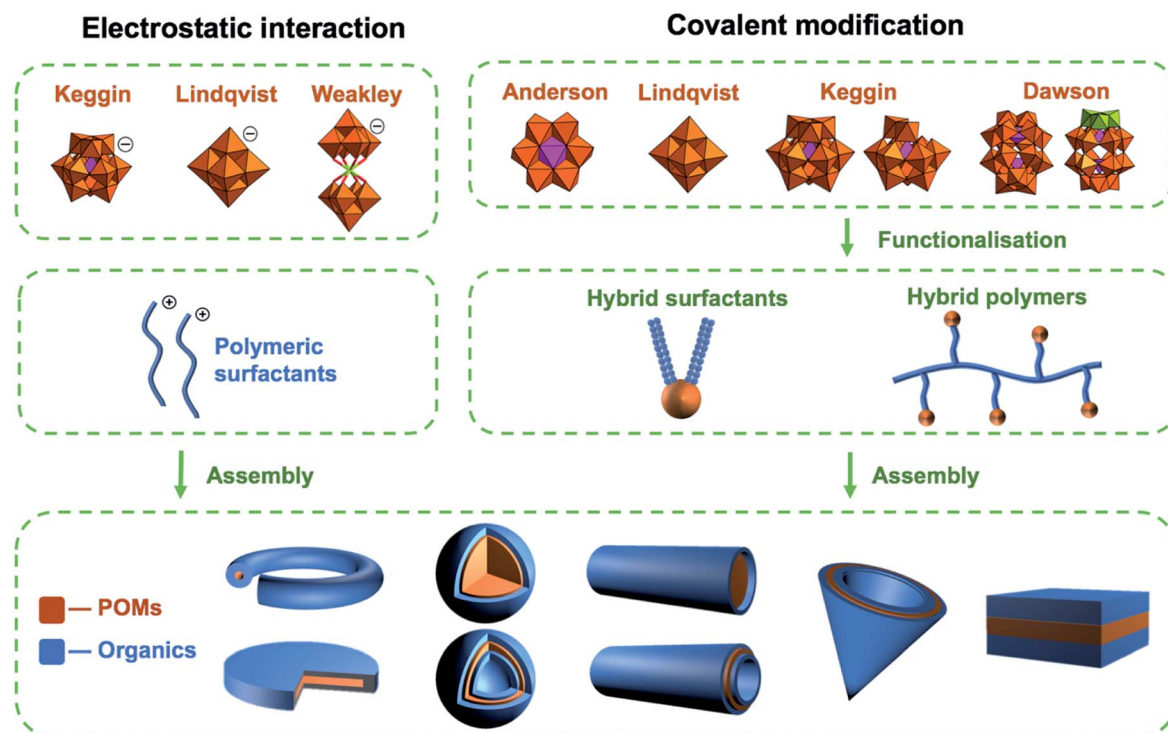 Electrostatic interaction
Keggin
Lindqvist
Weakley
Polymeric
surfactants
Assembly
Covalent modification
Anderson
Lindqvist
Keggin
Dawson
Functionalisation
Hybrid surfactants
Hybrid polymers
Assembly
POMs
Organics